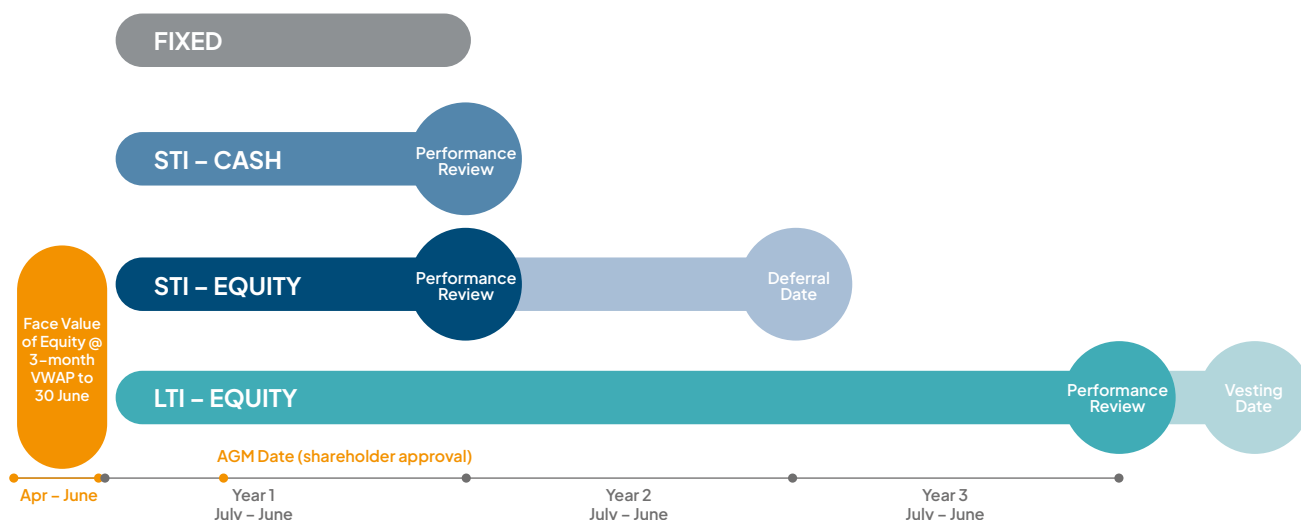 FIXED
STI – CASH
Performance
Review
STI – EQUITY
Performance
Review
Deferral
Date
Face Value
of Equity @
3-month
VWAP to
30 June
LTI – EQUITY
Performance
Review
Vesting
Date
AGM Date (shareholder approval)
Apr – June
Year 1
July – June
Year 2
July – June
Year 3
July – June